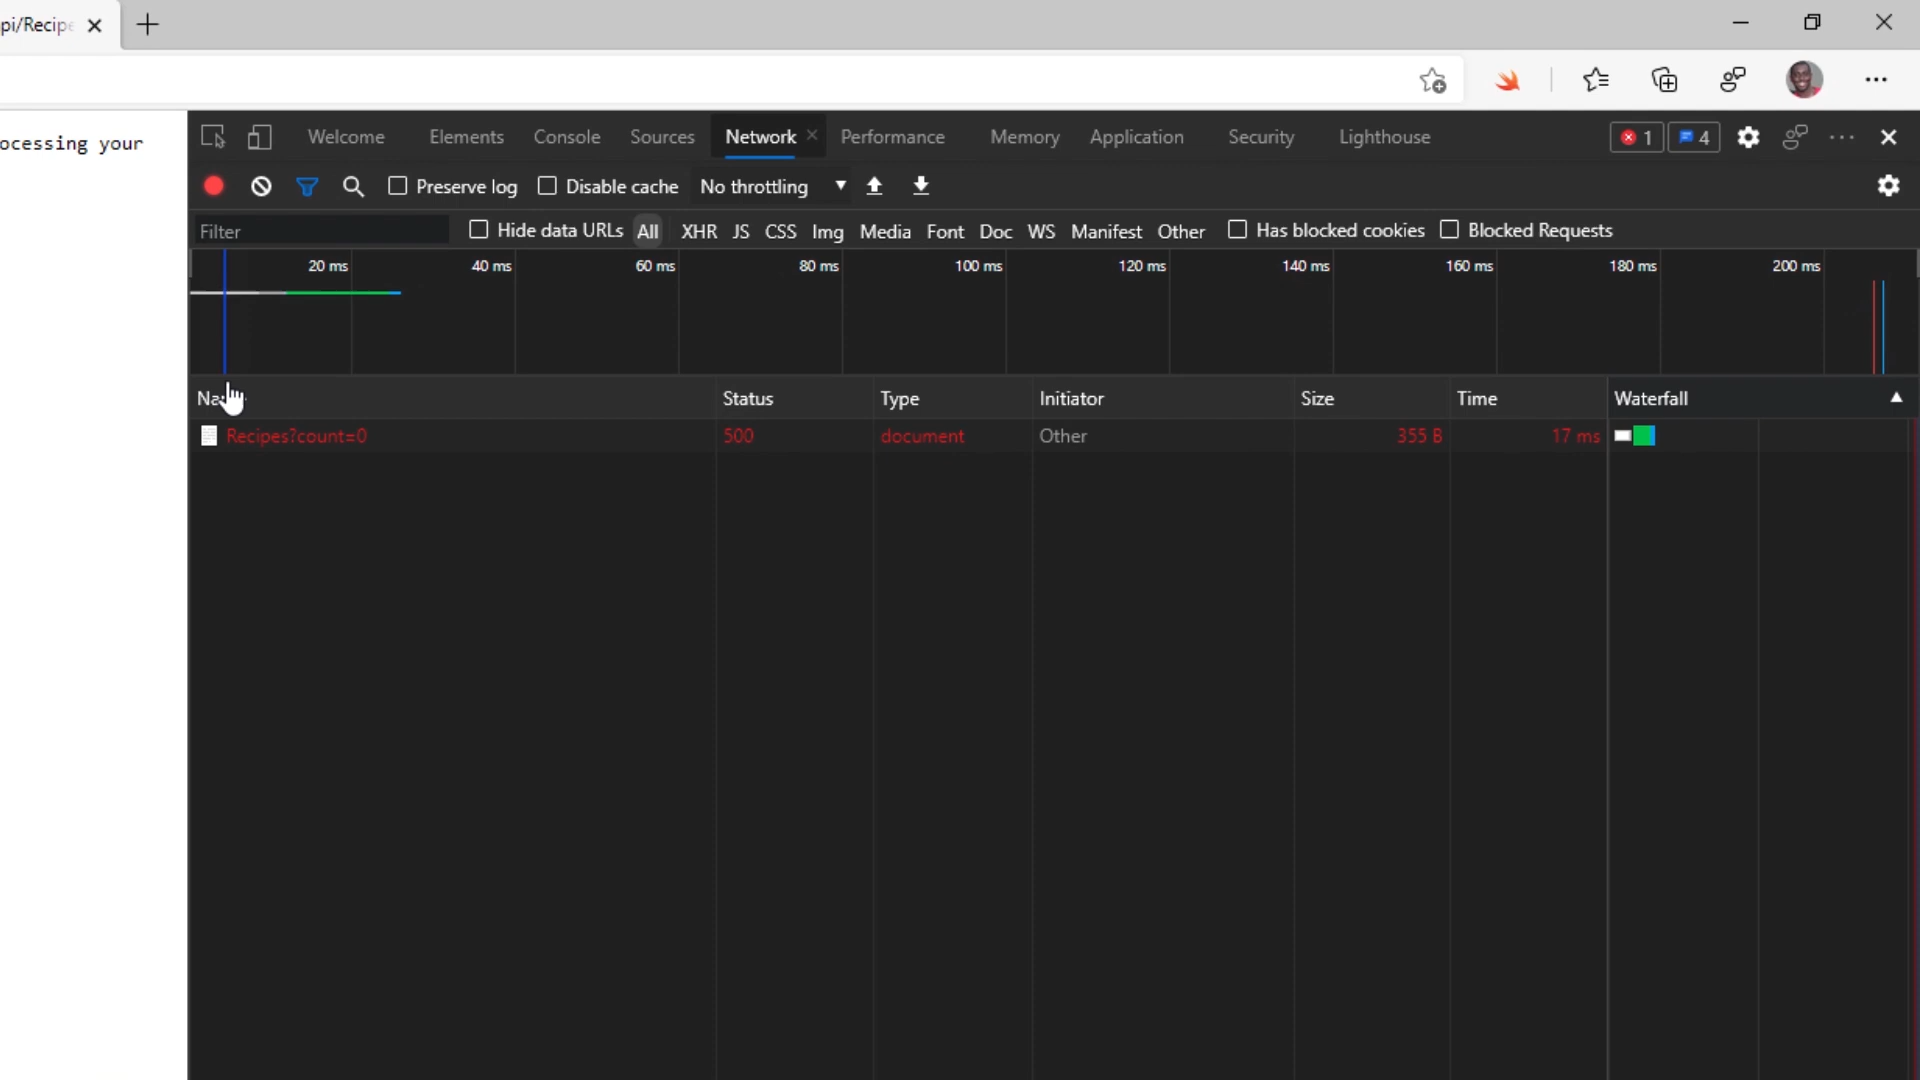 pi/Recipe
ocessing your
Welcome Elements Console Sources Network Performance Memory Application Security Lighthouse 1 4
Preserve log Disable cache No throttling
Filter Hide data URLs All XHR JS CSS Img Media Font Doc WS Manifest Other Has blocked cookies Blocked Requests
20 ms 40 ms 60 ms 80 ms 100 ms 120 ms 140 ms 160 ms 180 ms 200 ms
Na Status Type Initiator Size Time Waterfall
Recipes?count=0 500 document Other 355 B 17 ms